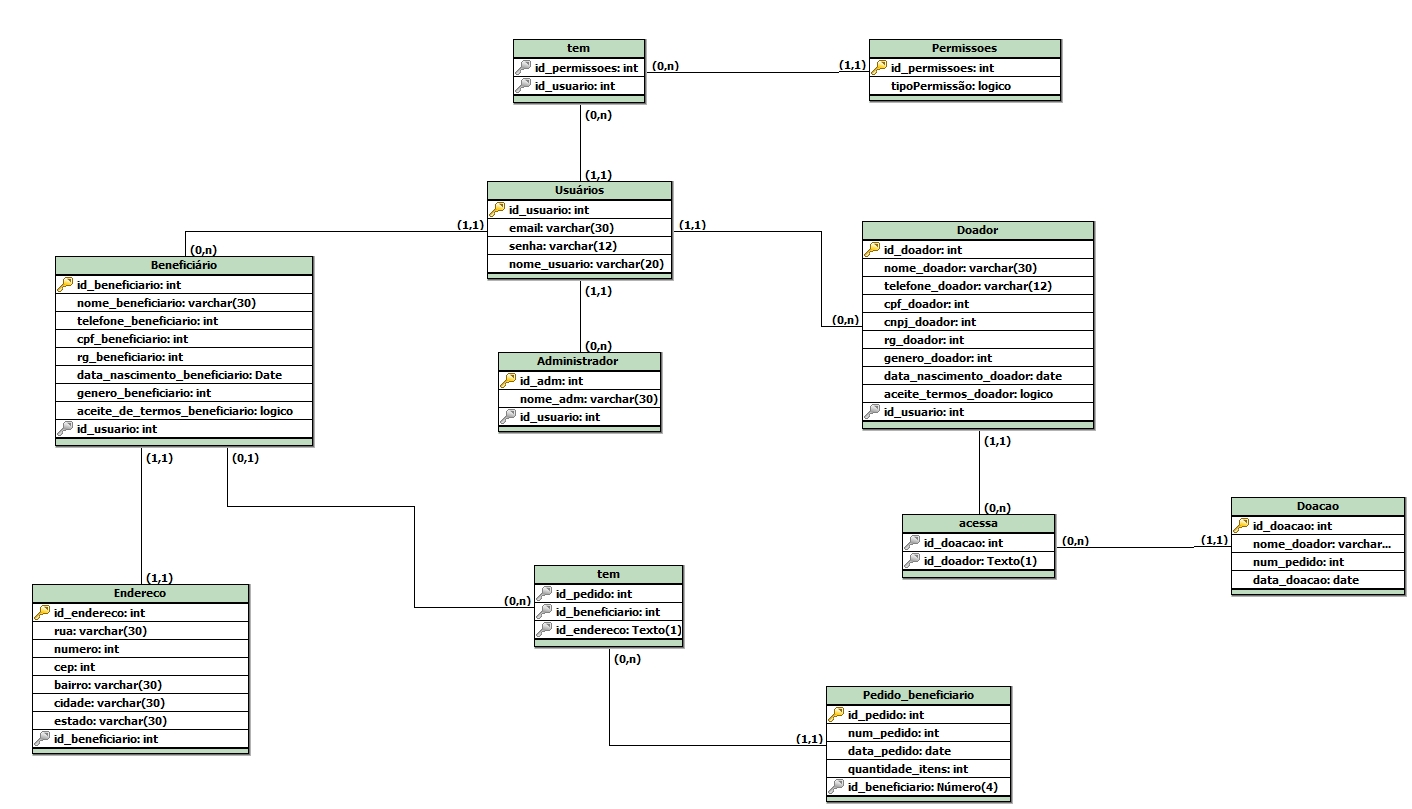 tem
id_permissoes: int
id_usuario: int
(0,n)
(1,1)
Permissoes
id_permissoes: int
tipoPermissão: logico
(0,n)
(1,1)
Usuários
id_usuario: int
email: varchar(30)
senha: varchar(12)
nome_usuario: varchar(20)
(1,1)
(0,n)
(1,1)
(0,n)
(1,1)
(0,n)
Beneficiário
id_beneficiario: int
nome_beneficiario: varchar(30)
telefone_beneficiario: int
cpf_beneficiario: int
rg_beneficiario: int
data_nascimento_beneficiario: Date
genero_beneficiario: int
aceite_de_termos_beneficiario: logico
id_usuario: int
Administrador
id_adm: int
nome_adm: varchar(30)
id_usuario: int
Doador
id_doador: int
nome_doador: varchar(30)
telefone_doador: varchar(12)
cpf_doador: int
cnpj_doador: int
rg_doador: int
genero_doador: int
data_nascimento_doador: date
aceite_termos_doador: logico
id_usuario: int
(1,1)
(0,n)
acessa
id_doacao: int
id_doador: Texto(1)
(0,n)
(1,1)
Doacao
id_doacao: int
nome_doador: varchar...
num_pedido: int
data_doacao: date
(1,1)
(0,1)
(1,1)
Endereco
id_endereco: int
rua: varchar(30)
numero: int
cep: int
bairro: varchar(30)
cidade: varchar(30)
estado: varchar(30)
id_beneficiario: int
(0,n)
tem
id_pedido: int
id_beneficiario: int
id_endereco: Texto(1)
(0,n)
(1,1)
Pedido_beneficiario
id_pedido: int
num_pedido: int
data_pedido: date
quantidade_itens: int
id_beneficiario: Número(4)